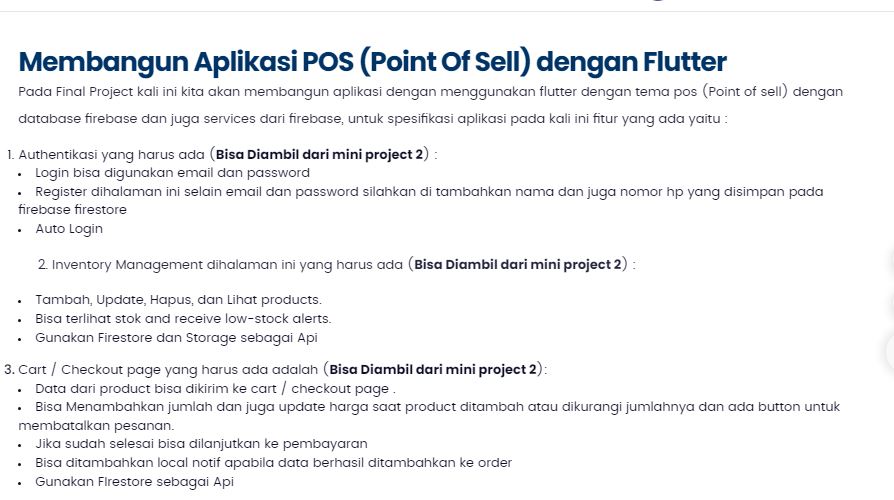 Membangun Aplikasi POS (Point Of Sell) dengan Flutter
Pada Final Project kali ini kita akan membangun aplikasi dengan menggunakan flutter dengan tema pos (Point of sell) dengan
database firebase dan juga services dari firebase, untuk spesifikasi aplikasi pada kali ini fitur yang ada yaitu :
1. Authentikasi yang harus ada (Bisa Diambil dari mini project 2) :
• Login bisa digunakan email dan password
• Register dihalaman ini selain email dan password silahkan di tambahkan nama dan juga nomor hp yang disimpan pada
firebase firestore
• Auto Login
2. Inventory Management dihalaman ini yang harus ada (Bisa Diambil dari mini project 2) :
• Tambah, Update, Hapus, dan Lihat products.
• Bisa terlihat stok and receive low-stock alerts.
• Gunakan Firestore dan Storage sebagai Api
3. Cart / Checkout page yang harus ada adalah (Bisa Diambil dari mini project 2):
• Data dari product bisa dikirim ke cart / checkout page .
• Bisa Menambahkan jumlah dan juga update harga saat product ditambah atau dikurangi jumlahnya dan ada button untuk
membatalkan pesanan.
• Jika sudah selesai bisa dilanjutkan ke pembayaran
• Bisa ditambahkan local notif apabila data berhasil ditambahkan ke order
• Gunakan FIrestore sebagai Api